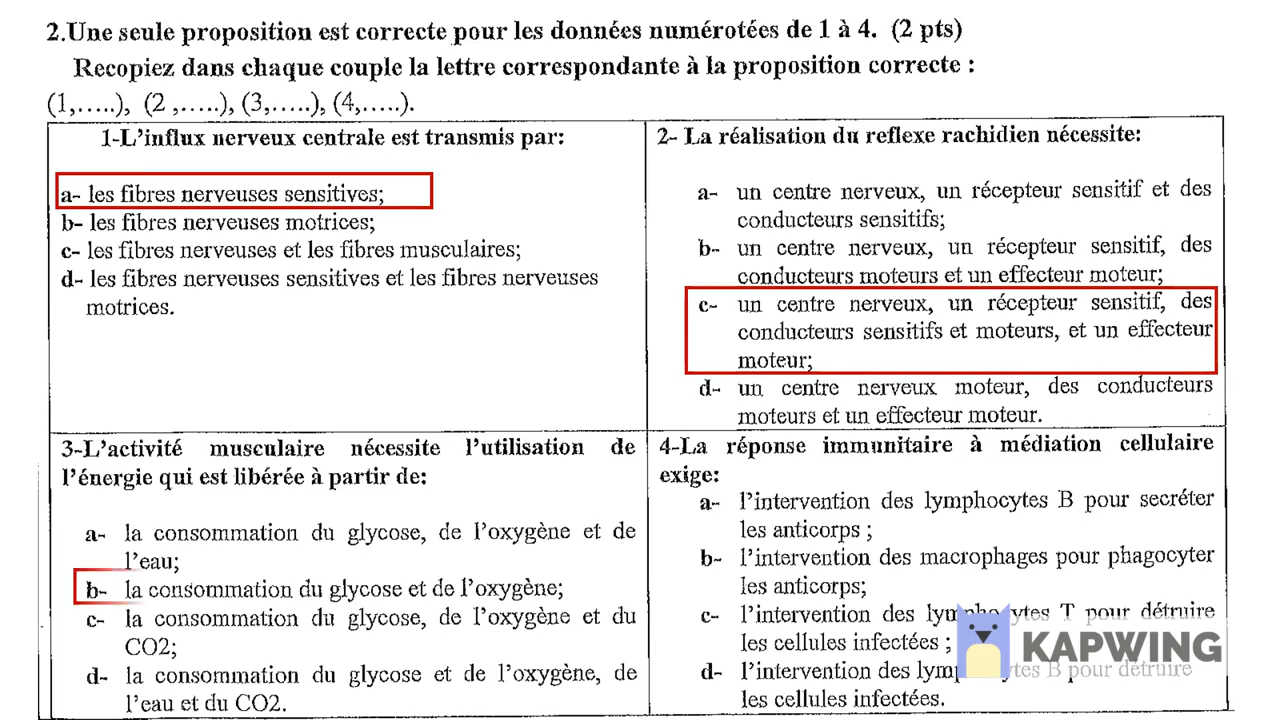 2.Une seule proposition est correcte pour les données numérotées de 1 à 4. (2 pts)
Recopiez dans chaque couple la lettre correspondante à la proposition correcte :
(1,.....), (2 ,.....), (3,.....), (4,.....).
1-L'influx nerveux centrale est transmis par:
a- les fibres nerveuses sensitives;
b- les fibres nerveuses motrices;
c- les fibres nerveuses et les fibres musculaires;
d- les fibres nerveuses sensitives et les fibres nerveuses
motrices.
2- La réalisation du reflexe rachidien nécessite:
a- un centre nerveux, un récepteur sensitif et des
conducteurs sensitifs;
b- un centre nerveux, un récepteur sensitif, des
conducteurs moteurs et un effecteur moteur;
c- un centre nerveux, un récepteur sensitif, des
conducteurs sensitifs et moteurs, et un effecteur
moteur;
d- un centre nerveux moteur, des conducteurs
moteurs et un effecteur moteur.
3-L'activité musculaire nécessite l'utilisation de
l'énergie qui est libérée à partir de:
a- la consommation du glycose, de l'oxygène et de
l'eau;
b- la consommation du glycose et de l'oxygène;
c- la consommation du glycose, de l'oxygène et du
CO2;
d- la consommation du glycose et de l'oxygène, de
l'eau et du CO2.
4-La réponse immunitaire à médiation cellulaire
exige:
a- l'intervention des lymphocytes B pour secréter
les anticorps ;
b- l'intervention des macrophages pour phagocyter
les anticorps;
c- l'intervention des lymphocytes T pour détruire
les cellules infectées ;
d- l'intervention des lymphocytes B pour détruire
les cellules infectées.
KAPWING